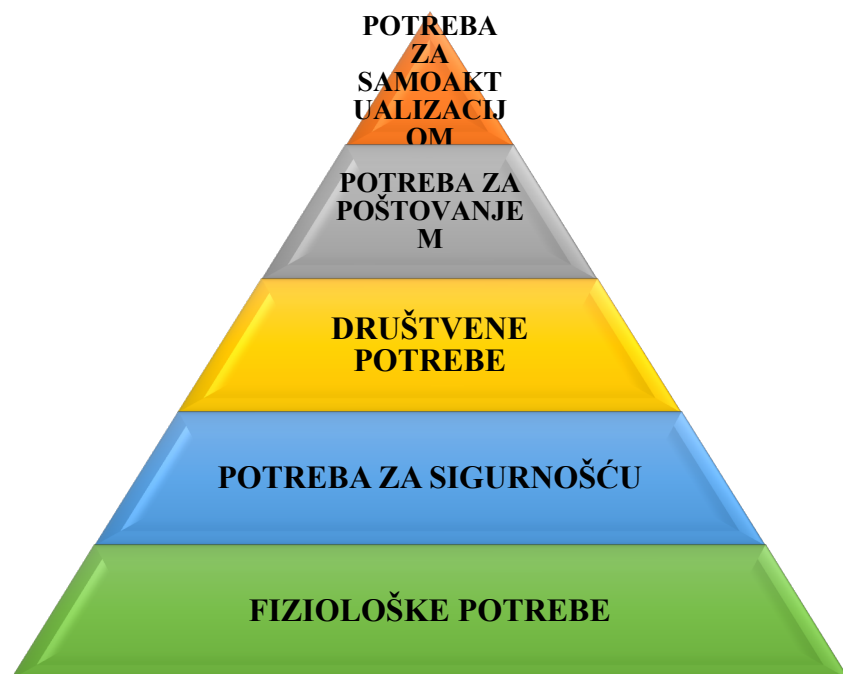 POTREBA
ZA
SAMOAKT
UALIZACIJ
OM
POTREBA ZA
POŠTOVANJE
M
DRUŠTVENE
POTREBE
POTREBA ZA SIGURNOŠĆU
FIZIOLOŠKE POTREBE